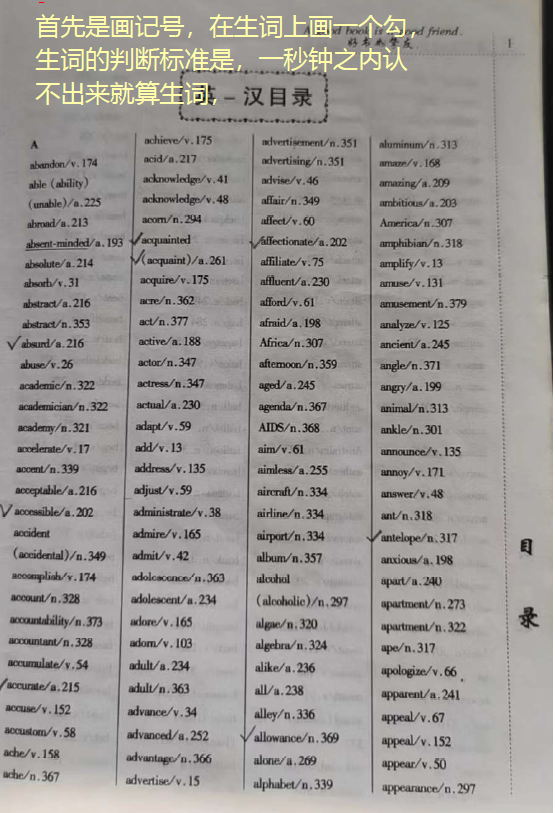 首先是画记号，在生词上画一个勾，
生词的判断标准是，一秒钟之内认
不出来就算生词，
book is
friend.
1
－汉目录
A
abandon/v.174
able (ability)
(unable)/a.225
abroad/a.213
absent-minded/a.193
absolute/a.214
absorb/v.31
abstract/a.216
abstract/n.353
absurd/a.216
abuse/v.26
academic/n.322
academician/n.322
academy/n.321
accelerate/v.17
accent/n.339
acceptable/a.216
accessible/a.202
accident
(accidental)/n.349
accomplish/v.174
account/n.328
accountability/n.373
accountant/n.328
accumulate/v.54
accurate/a.215
accuse/v.152
accustom/v.58
ache/v.158
ache/n.367
achieve/v.175
acid/a.217
acknowledge/v.41
acknowledge/v.48
acorn/n.294
acquainted
(acquaint)/a.261
acquire/v.175
acre/n.362
act/n.377
active/a.188
actor/n.347
actress/n.347
actual/a.230
adapt/v.59
add/v.13
address/v.135
adjust/v.59
administrate/v.38
admire/v.165
admit/v.42
adolescence/n.363
adolescent/a.234
adore/v.165
adorn/v.103
adult/a.234
adult/n.363
advance/v.34
advanced/a.252
advantage/n.366
advertise/v.15
advertisement/n.351
advertising/n.351
advise/v.46
affair/n.349
affect/v.60
affectionate/a.202
affiliate/v.75
affluent/a.230
afford/v.61
afraid/a.198
Africa/n.307
afternoon/n.359
aged/a.245
agenda/n.367
AIDS/n.368
aim/v.61
aimless/a.255
aircraft/n.334
airline/n.334
airport/n.334
album/n.357
alcohol
(alcoholic)/n.297
algae/n.320
algebra/n.324
alike/a.236
all/a.238
alley/n.336
allowance/n.369
alone/a.269
alphabet/n.339
aluminum/n.313
amaze/v.168
amazing/a.209
ambitious/a.203
America/n.307
amphibian/n.318
amplify/v.13
amuse/v.131
amusement/n.379
analyze/v.125
ancient/a.245
angle/n.371
angry/a.199
animal/n.313
ankle/n.301
announce/v.135
annoy/v.171
answer/v.48
ant/n.318
antelope/n.317
anxious/a.198
apart/a.240
apartment/n.273
apartment/n.322
ape/n.317
apologize/v.66
apparent/a.241
appeal/v.67
appeal/v.152
appear/v.50
appearance/n.297
目
录